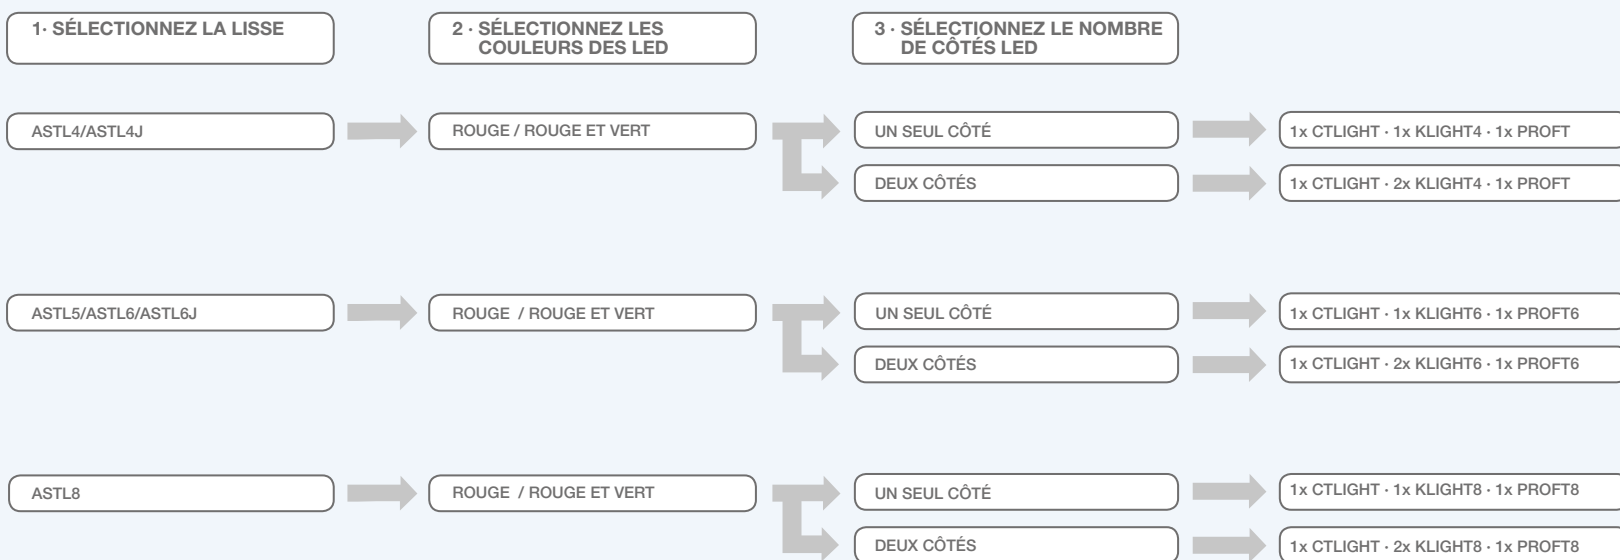 1· SÉLECTIONNEZ LA LISSE
2 · SÉLECTIONNEZ LES
COULEURS DES LED
3 · SÉLECTIONNEZ LE NOMBRE
DE CÔTÉS LED
ASTL4/ASTL4J
ROUGE / ROUGE ET VERT
UN SEUL CÔTÉ
1x CTLIGHT · 1x KLIGHT4 · 1x PROFT
DEUX CÔTÉS
1x CTLIGHT · 2x KLIGHT4 · 1x PROFT
ASTL5/ASTL6/ASTL6J
ROUGE / ROUGE ET VERT
UN SEUL CÔTÉ
1x CTLIGHT · 1x KLIGHT6 · 1x PROFT6
DEUX CÔTÉS
1x CTLIGHT · 2x KLIGHT6 · 1x PROFT6
ASTL8
ROUGE / ROUGE ET VERT
UN SEUL CÔTÉ
1x CTLIGHT · 1x KLIGHT8 · 1x PROFT8
DEUX CÔTÉS
1x CTLIGHT · 2x KLIGHT8 · 1x PROFT8